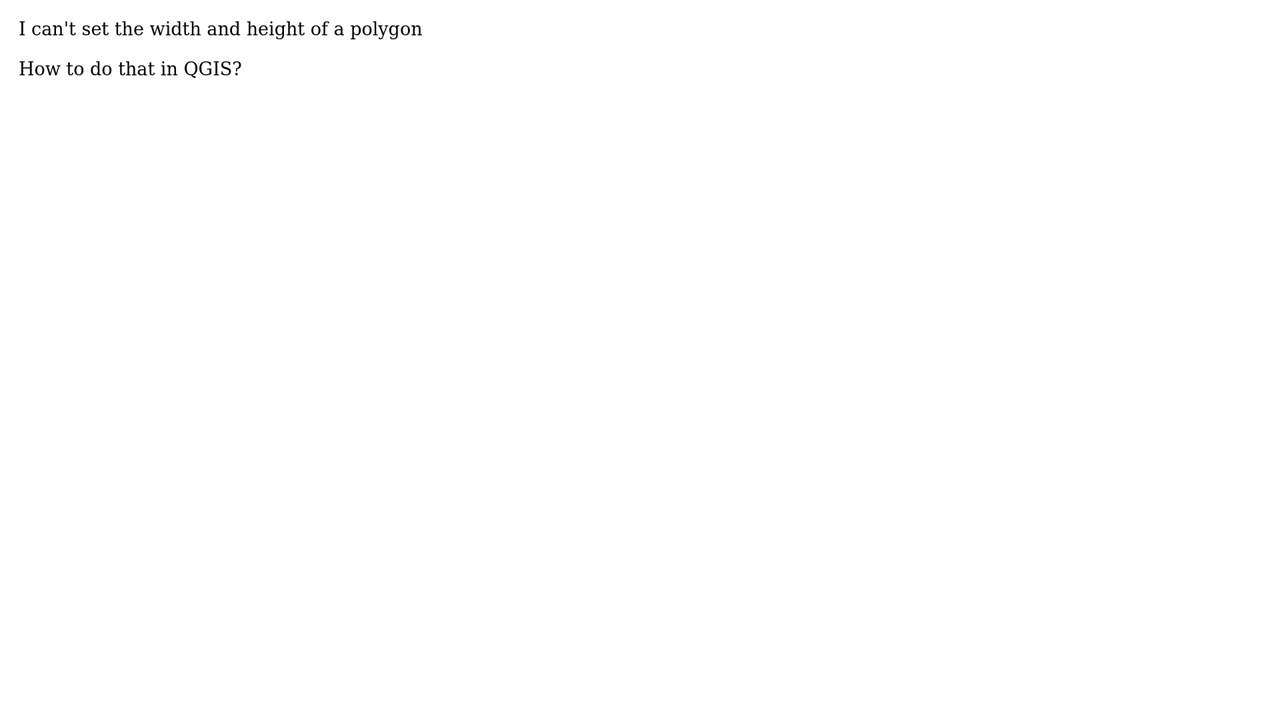 I can't set the width and height of a polygon
How to do that in QGIS?